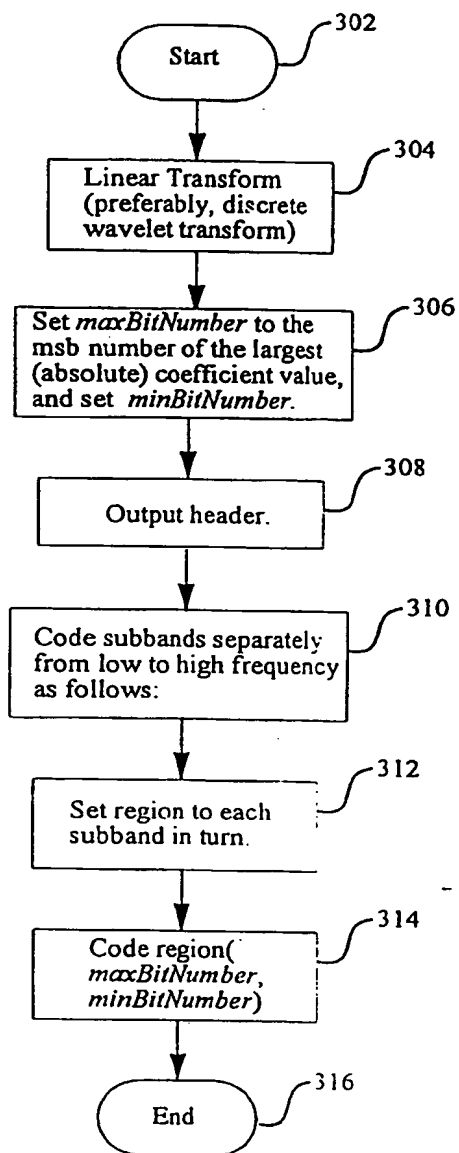 302
Start
304
Linear Transform
(preferably, discrete
wavelet transform)
306
Set maxBitNumber to the
msb number of the largest
(absolute) coefficient value,
and set minBitNumber.
308
Output header.
310
Code subbands separately
from low to high frequency
as follows:
312
Set region to each
subband in turn.
314
Code region(
maxBitNumber,
minBitNumber)
316
End